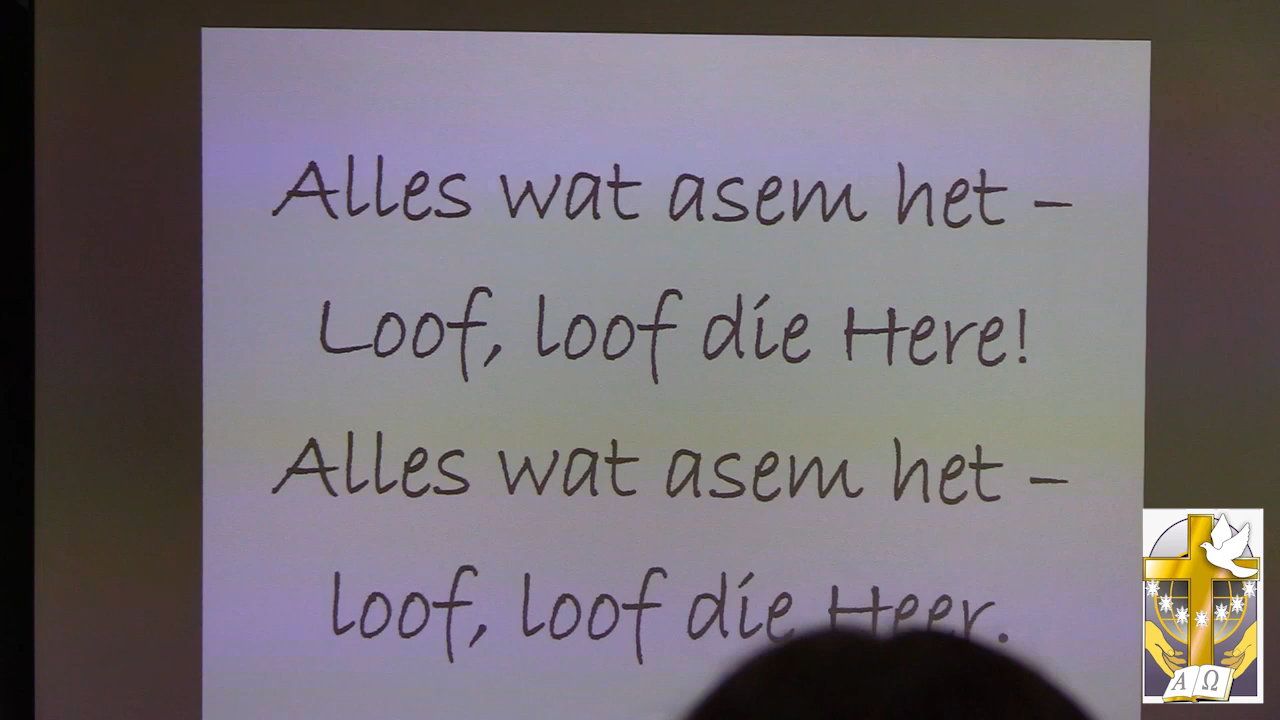 Alles wat asem het –
Loof, loof die Here!
Alles wat asem het –
loof, loof die Heer.
A Ω